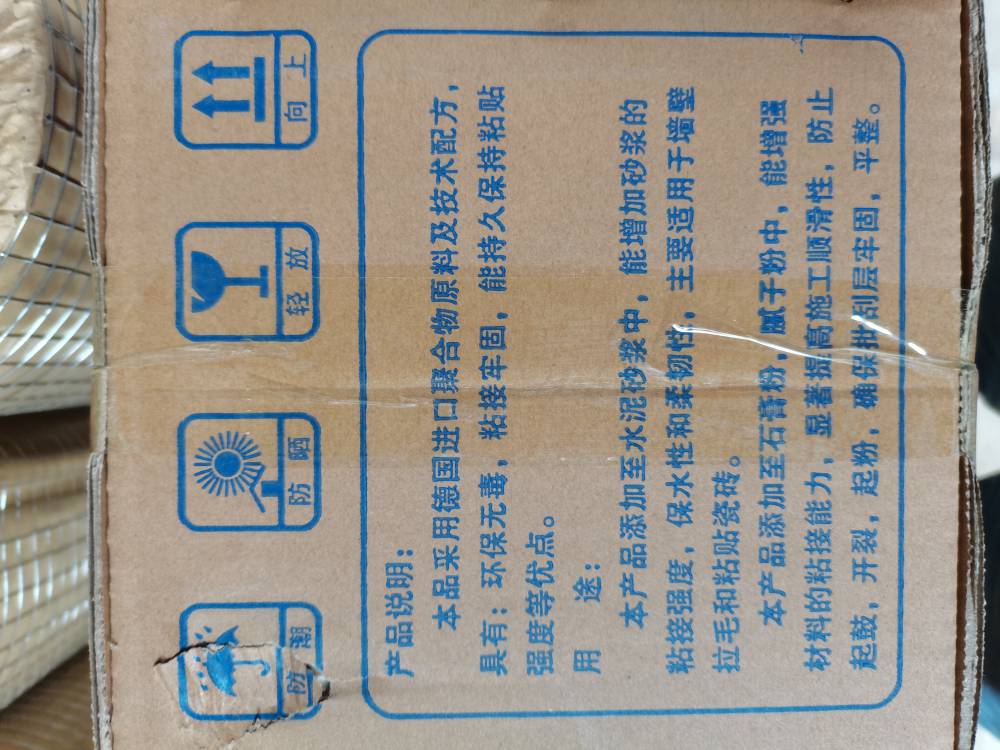 防潮
防晒
轻放
向上
产品说明：
本品采用德国进口聚合物原料及技术配方，
具有：环保无毒，粘接牢固，能持久保持粘贴
强度等优点。
用　途：
本产品添加至水泥砂浆中，能增加砂浆的
粘接强度，保水性和柔韧性，主要适用于墙壁
拉毛和粘贴瓷砖。
本产品添加至石膏粉，腻子粉中，能增强
材料的粘接能力，显著提高施工顺滑性，防止
起鼓，开裂，起粉，确保批刮层牢固，平整。